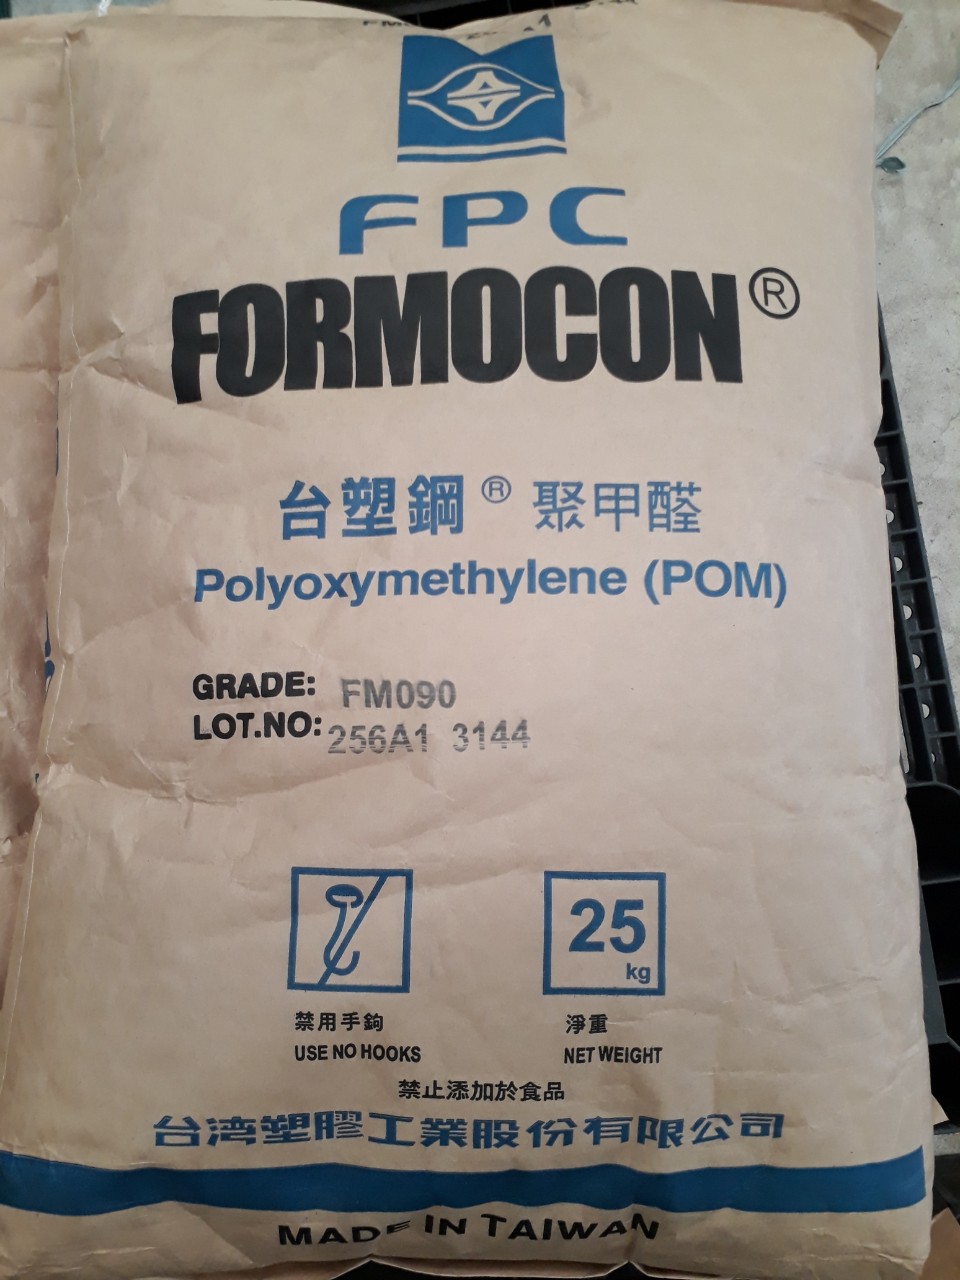 FPC
FORMOCON®
台塑鋼® 聚甲醛
Polyoxymethylene (POM)
GRADE: FM090
LOT.NO: 256A1 3144
25
kg
禁用手鉤 淨重
USE NO HOOKS NET WEIGHT
禁止添加於食品
台湾塑膠工業股份有限公司
MADE IN TAIWAN